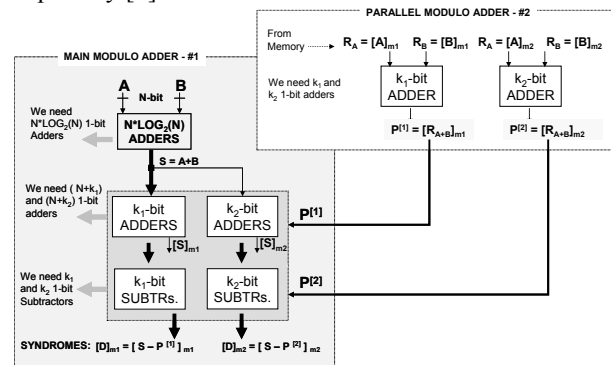 PARALLEL MODULO ADDER - #2
From
Memory
R_A = [A]_m1 R_B = [B]_m1 R_A = [A]_m2 R_B = [B]_m2
We need k_1 and
k_2 1-bit adders
k_1-bit
ADDER
k_2-bit
ADDER
P^[1] = [R_A+B]_m1
P^[2] = [R_A+B]_m2
MAIN MODULO ADDER - #1
A B
N-bit
We need
N*LOG_2(N) 1-bit
Adders
N*LOG_2(N)
ADDERS
S = A+B
We need ( N+k_1)
and (N+k_2) 1-bit
adders
k_1-bit
ADDERS
k_2-bit
ADDERS
P^[1]
[S]_m1
[S]_m2
We need k_1
and k_2 1-bit
Subtractors
k_1-bit
SUBTRs.
k_2-bit
SUBTRs.
P^[2]
SYNDROMES: [D]_m1 = [ S – P^[1] ]_m1 [D]_m2 = [ S – P^[2] ]_m2